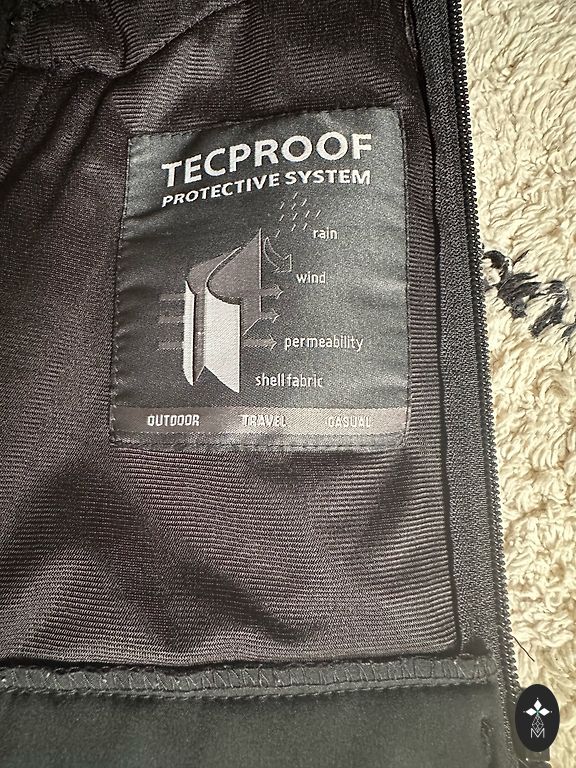 TECPROOF
PROTECTIVE SYSTEM
rain
wind
permeability
shell fabric
OUTDOOR TRAVEL CASUAL
M